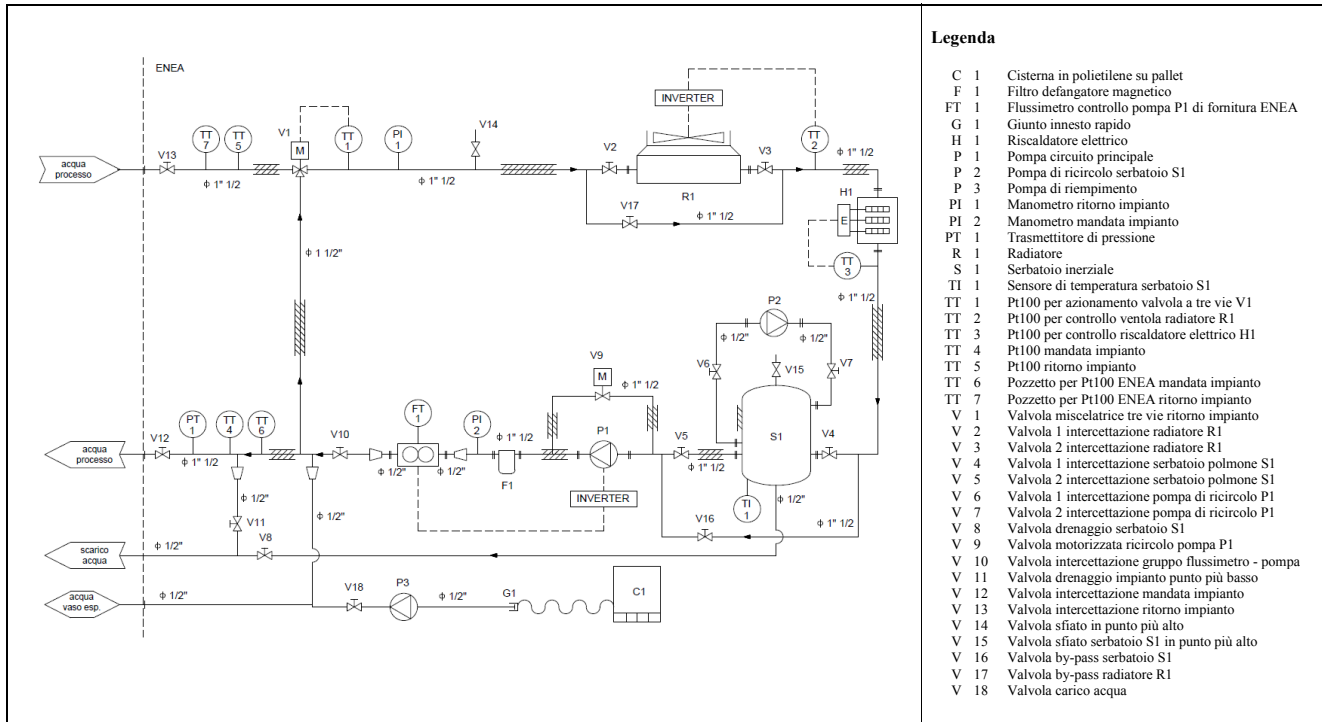 ENEA
INVERTER
V14
TT 7
TT 5
V1
M
TT 1
PI 1
V2
V3
TT 2
ϕ 1" 1/2
acqua processo
V13
ϕ 1" 1/2
ϕ 1" 1/2
R1
H1
V17
ϕ 1" 1/2
E
ϕ 1 1/2"
TT 3
ϕ 1" 1/2
P2
ϕ 1/2"
ϕ 1/2"
V9
M
V6
V15
V7
ϕ 1" 1/2
FT 1
PI 2
ϕ 1" 1/2
P1
V5
S1
V4
acqua processo
V12
PT 1
TT 4
TT 6
V10
ϕ 1" 1/2
ϕ 1/2"
ϕ 1/2"
F1
ϕ 1" 1/2
INVERTER
TI 1
ϕ 1/2"
ϕ 1/2"
ϕ 1/2"
V11
V16
ϕ 1" 1/2
V8
scarico acqua
ϕ 1/2"
acqua vaso esp.
ϕ 1/2"
V18
P3
ϕ 1/2"
G1
C1
Legenda
C 1 Cisterna in polietilene su pallet
F 1 Filtro defangatore magnetico
FT 1 Flussimetro controllo pompa P1 di fornitura ENEA
G 1 Giunto innesto rapido
H 1 Riscaldatore elettrico
P 1 Pompa circuito principale
P 2 Pompa di ricircolo serbatoio S1
P 3 Pompa di riempimento
PI 1 Manometro ritorno impianto
PI 2 Manometro mandata impianto
PT 1 Trasmettitore di pressione
R 1 Radiatore
S 1 Serbatoio inerziale
TI 1 Sensore di temperatura serbatoio S1
TT 1 Pt100 per azionamento valvola a tre vie V1
TT 2 Pt100 per controllo ventola radiatore R1
TT 3 Pt100 per controllo riscaldatore elettrico H1
TT 4 Pt100 mandata impianto
TT 5 Pt100 ritorno impianto
TT 6 Pozzetto per Pt100 ENEA mandata impianto
TT 7 Pozzetto per Pt100 ENEA ritorno impianto
V 1 Valvola miscelatrice tre vie ritorno impianto
V 2 Valvola 1 intercettazione radiatore R1
V 3 Valvola 2 intercettazione radiatore R1
V 4 Valvola 1 intercettazione serbatoio polmone S1
V 5 Valvola 2 intercettazione serbatoio polmone S1
V 6 Valvola 1 intercettazione pompa di ricircolo P1
V 7 Valvola 2 intercettazione pompa di ricircolo P1
V 8 Valvola drenaggio serbatoio S1
V 9 Valvola motorizzata ricircolo pompa P1
V 10 Valvola intercettazione gruppo flussimetro - pompa
V 11 Valvola drenaggio impianto punto più basso
V 12 Valvola intercettazione mandata impianto
V 13 Valvola intercettazione ritorno impianto
V 14 Valvola sfiato in punto più alto
V 15 Valvola sfiato serbatoio S1 in punto più alto
V 16 Valvola by-pass serbatoio S1
V 17 Valvola by-pass radiatore R1
V 18 Valvola carico acqua